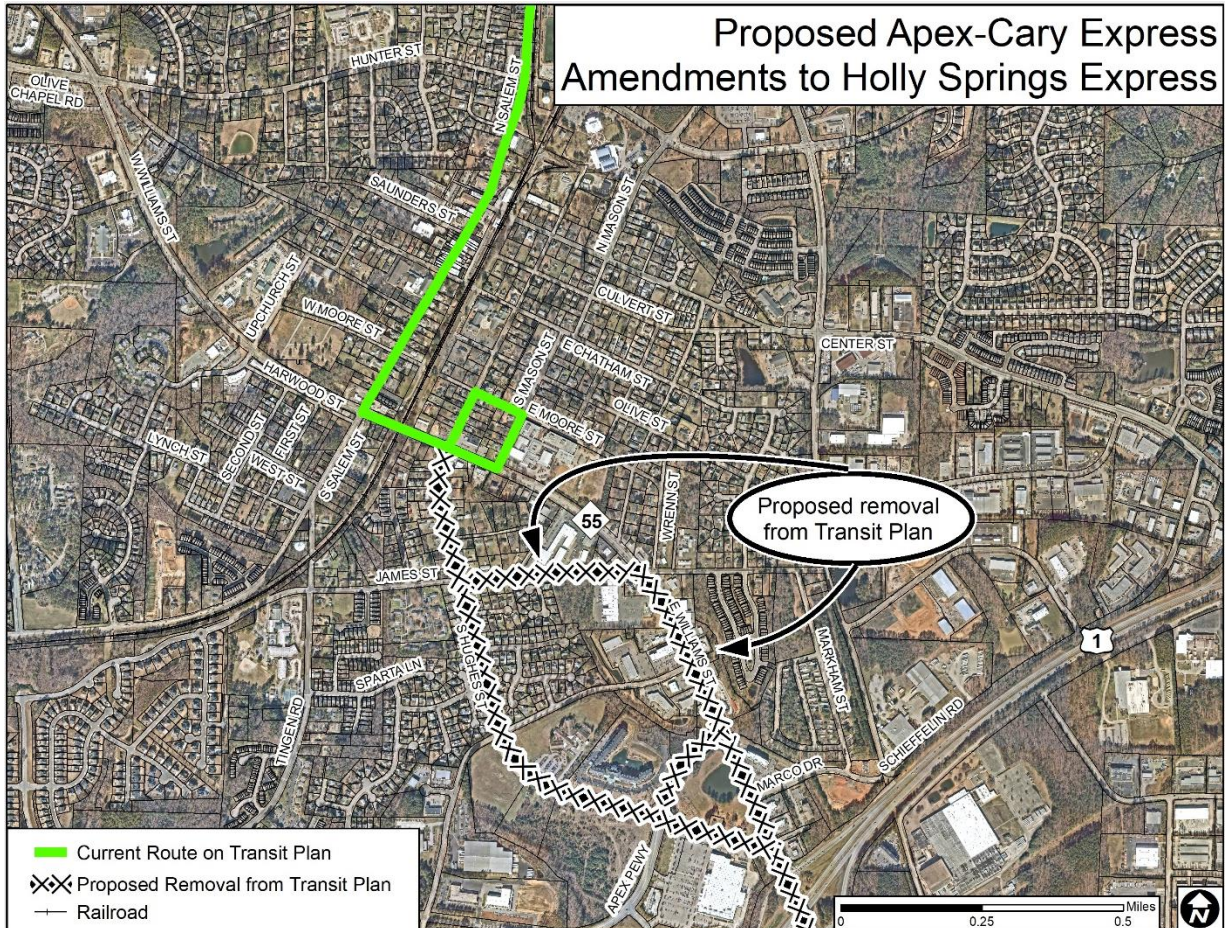 Proposed Apex-Cary Express
Amendments to Holly Springs Express
HUNTER ST
OLIVE
CHAPEL RD
N SALEM ST
W WILLIAMS ST
SAUNDERS ST
N MASON ST
UPCHURCH ST
W MOORE ST
CULVERT ST
CENTER ST
E CHATHAM ST
S MASON ST
HARWOOD ST
E MOORE ST
OLIVE ST
LYNCH ST
SECOND ST
FIRST ST
WEST ST
S SALEM ST
WRENN ST
Proposed removal
from Transit Plan
55
JAMES ST
E WILLIAMS ST
S HUGHES ST
MARKHAM ST
1
SPARTA LN
TINGEN RD
SCHIEFFELIN RD
MARCO DR
APEX PEWY
Current Route on Transit Plan
Proposed Removal from Transit Plan
Railroad
Miles
0
0.25
0.5
N